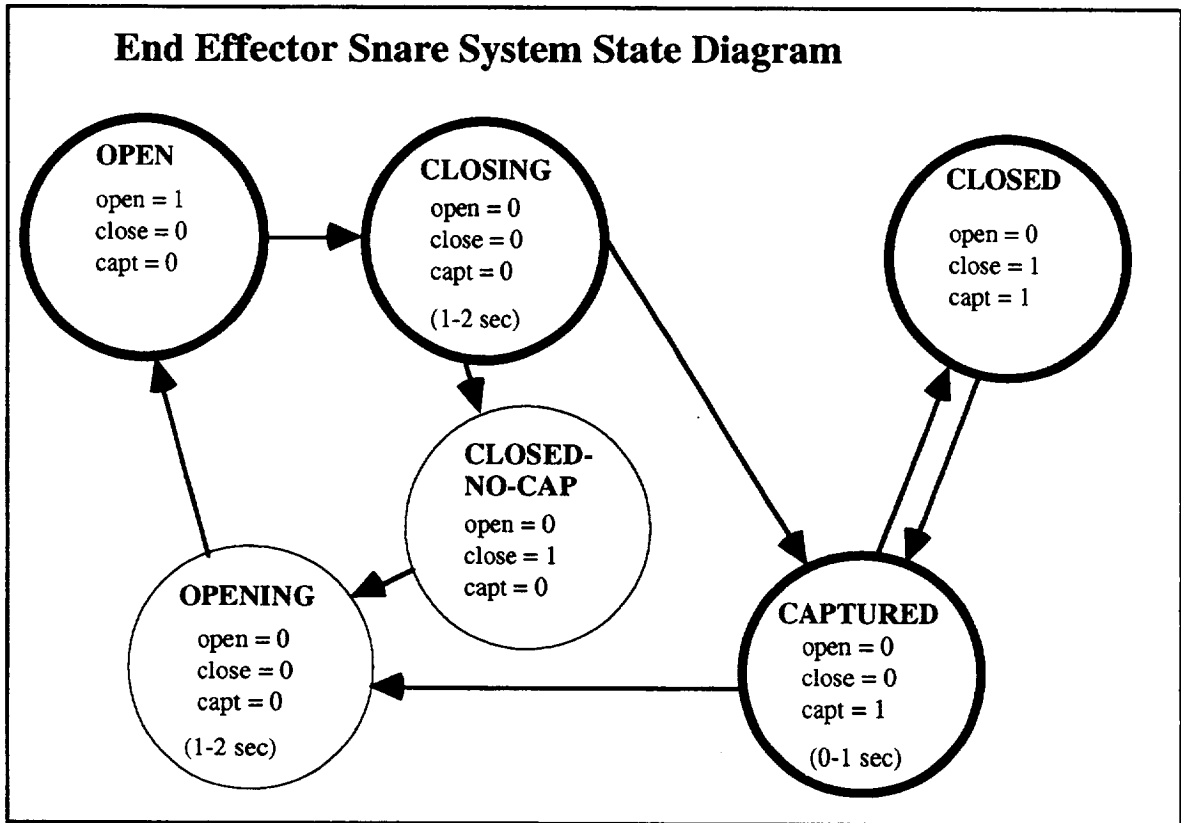 End Effector Snare System State Diagram
OPEN
open = 1
close = 0
capt = 0
CLOSING
open = 0
close = 0
capt = 0
(1-2 sec)
CLOSED
open = 0
close = 1
capt = 1
CLOSED-
NO-CAP
open = 0
close = 1
capt = 0
OPENING
open = 0
close = 0
capt = 0
(1-2 sec)
CAPTURED
open = 0
close = 0
capt = 1
(0-1 sec)